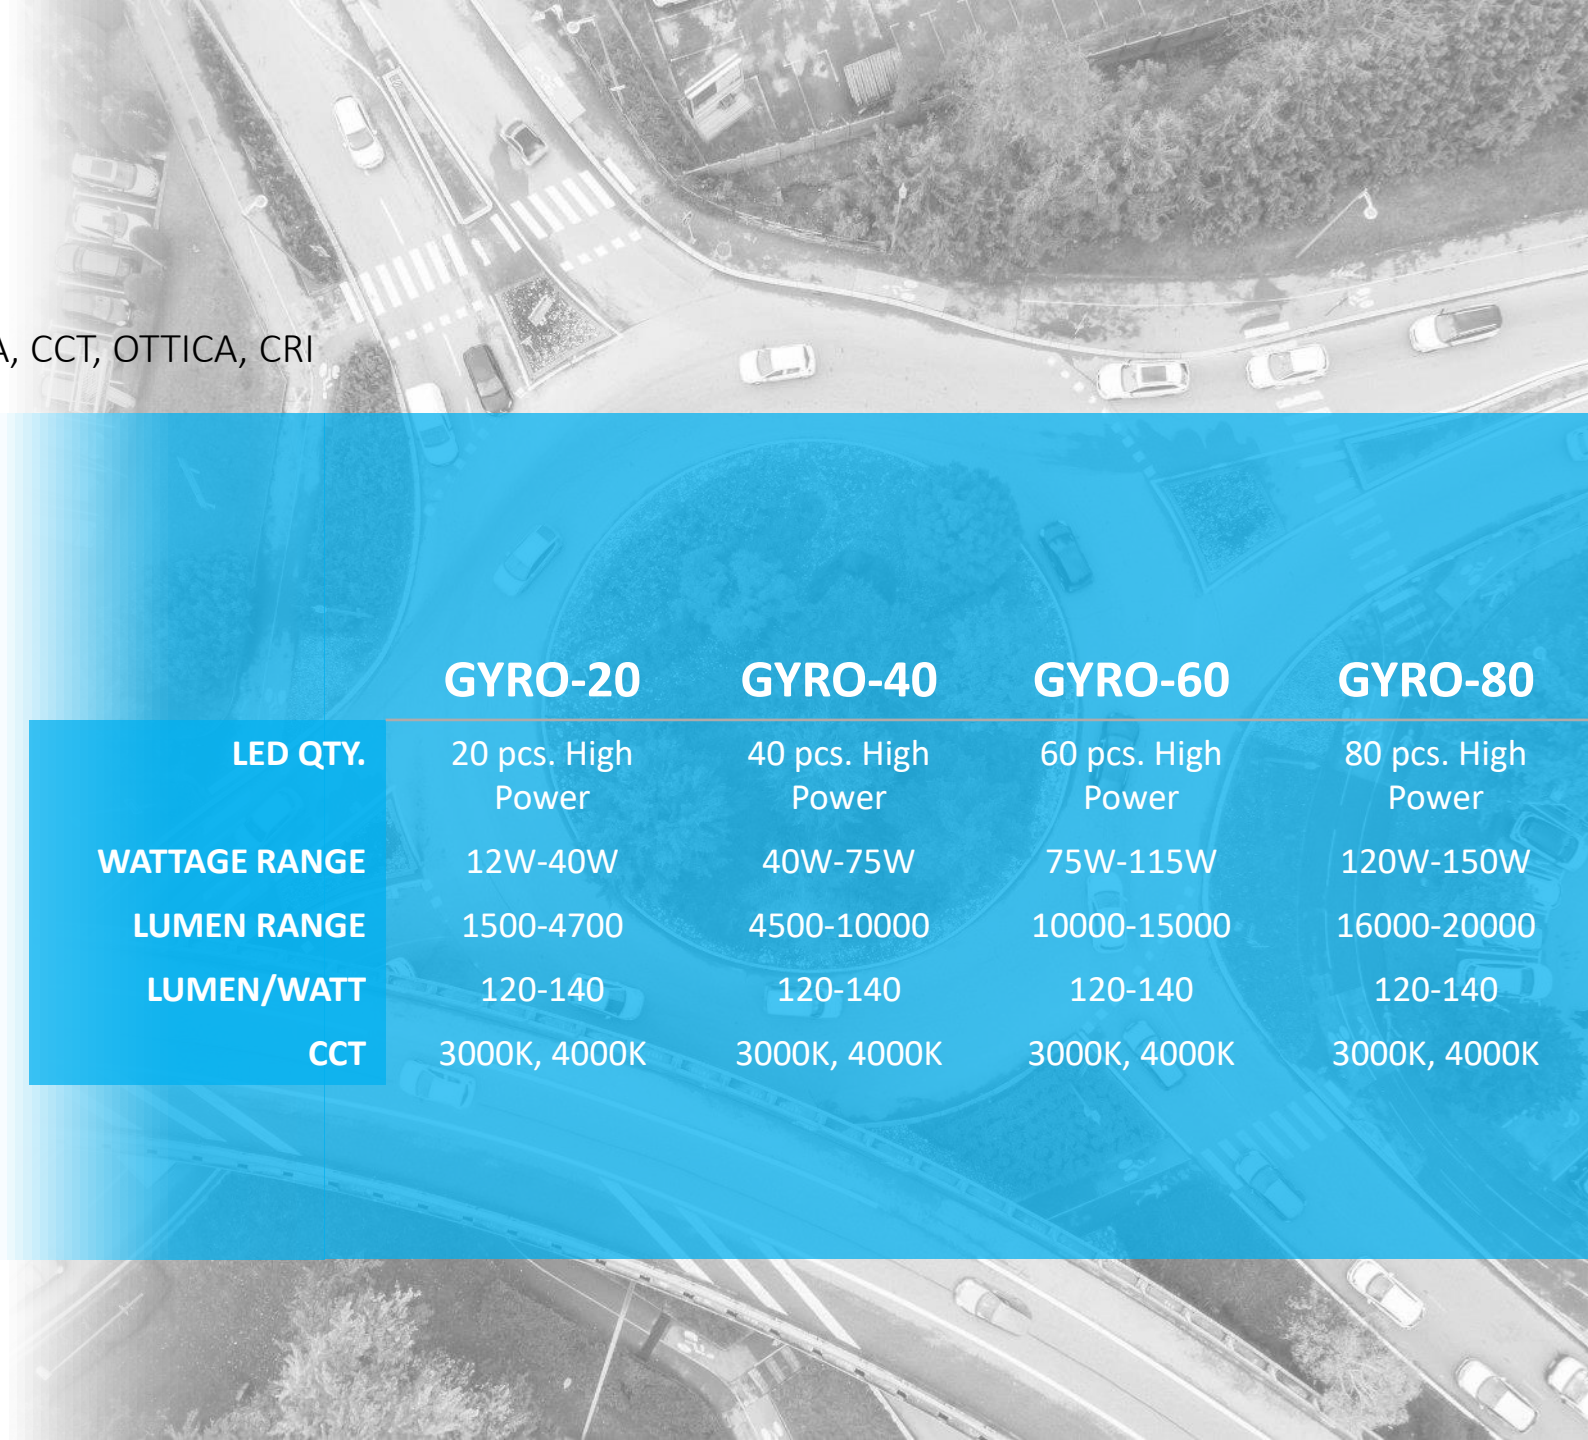 A, CCT, OTTICA, CRI
GYRO-20 GYRO-40 GYRO-60 GYRO-80
LED QTY. 20 pcs. High Power 40 pcs. High Power 60 pcs. High Power 80 pcs. High Power
WATTAGE RANGE 12W-40W 40W-75W 75W-115W 120W-150W
LUMEN RANGE 1500-4700 4500-10000 10000-15000 16000-20000
LUMEN/WATT 120-140 120-140 120-140 120-140
CCT 3000K, 4000K 3000K, 4000K 3000K, 4000K 3000K, 4000K